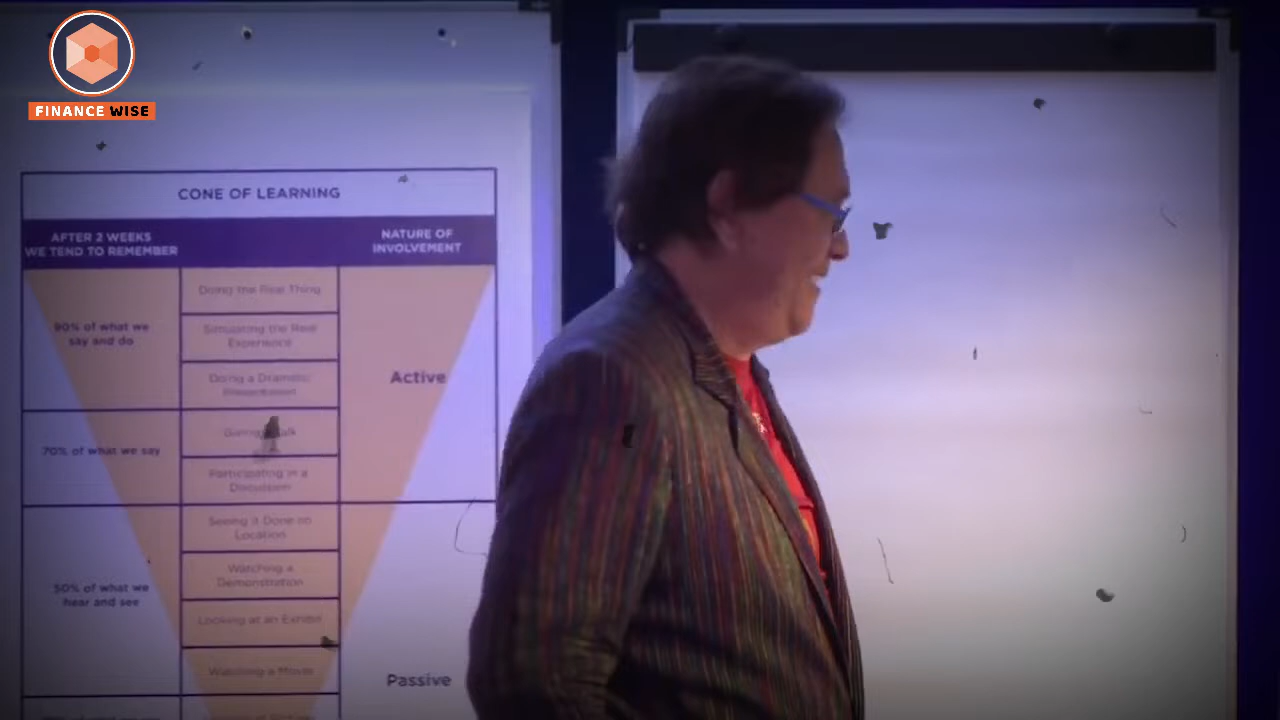 FINANCE WISE
CONE OF LEARNING
AFTER 2 WEEKS
WE TEND TO REMEMBER
NATURE OF
INVOLVEMENT
90% of what we
say and do
Doing the Real Thing
Simulating the Real
Experience
Doing a Dramatic
Presentation
Active
70% of what we say
Giving a Talk
Participating in a
Discussion
50% of what we
hear and see
Seeing it Done on
Location
Watching a
Demonstration
Looking at an Exhibit
Watching a Movie
Passive